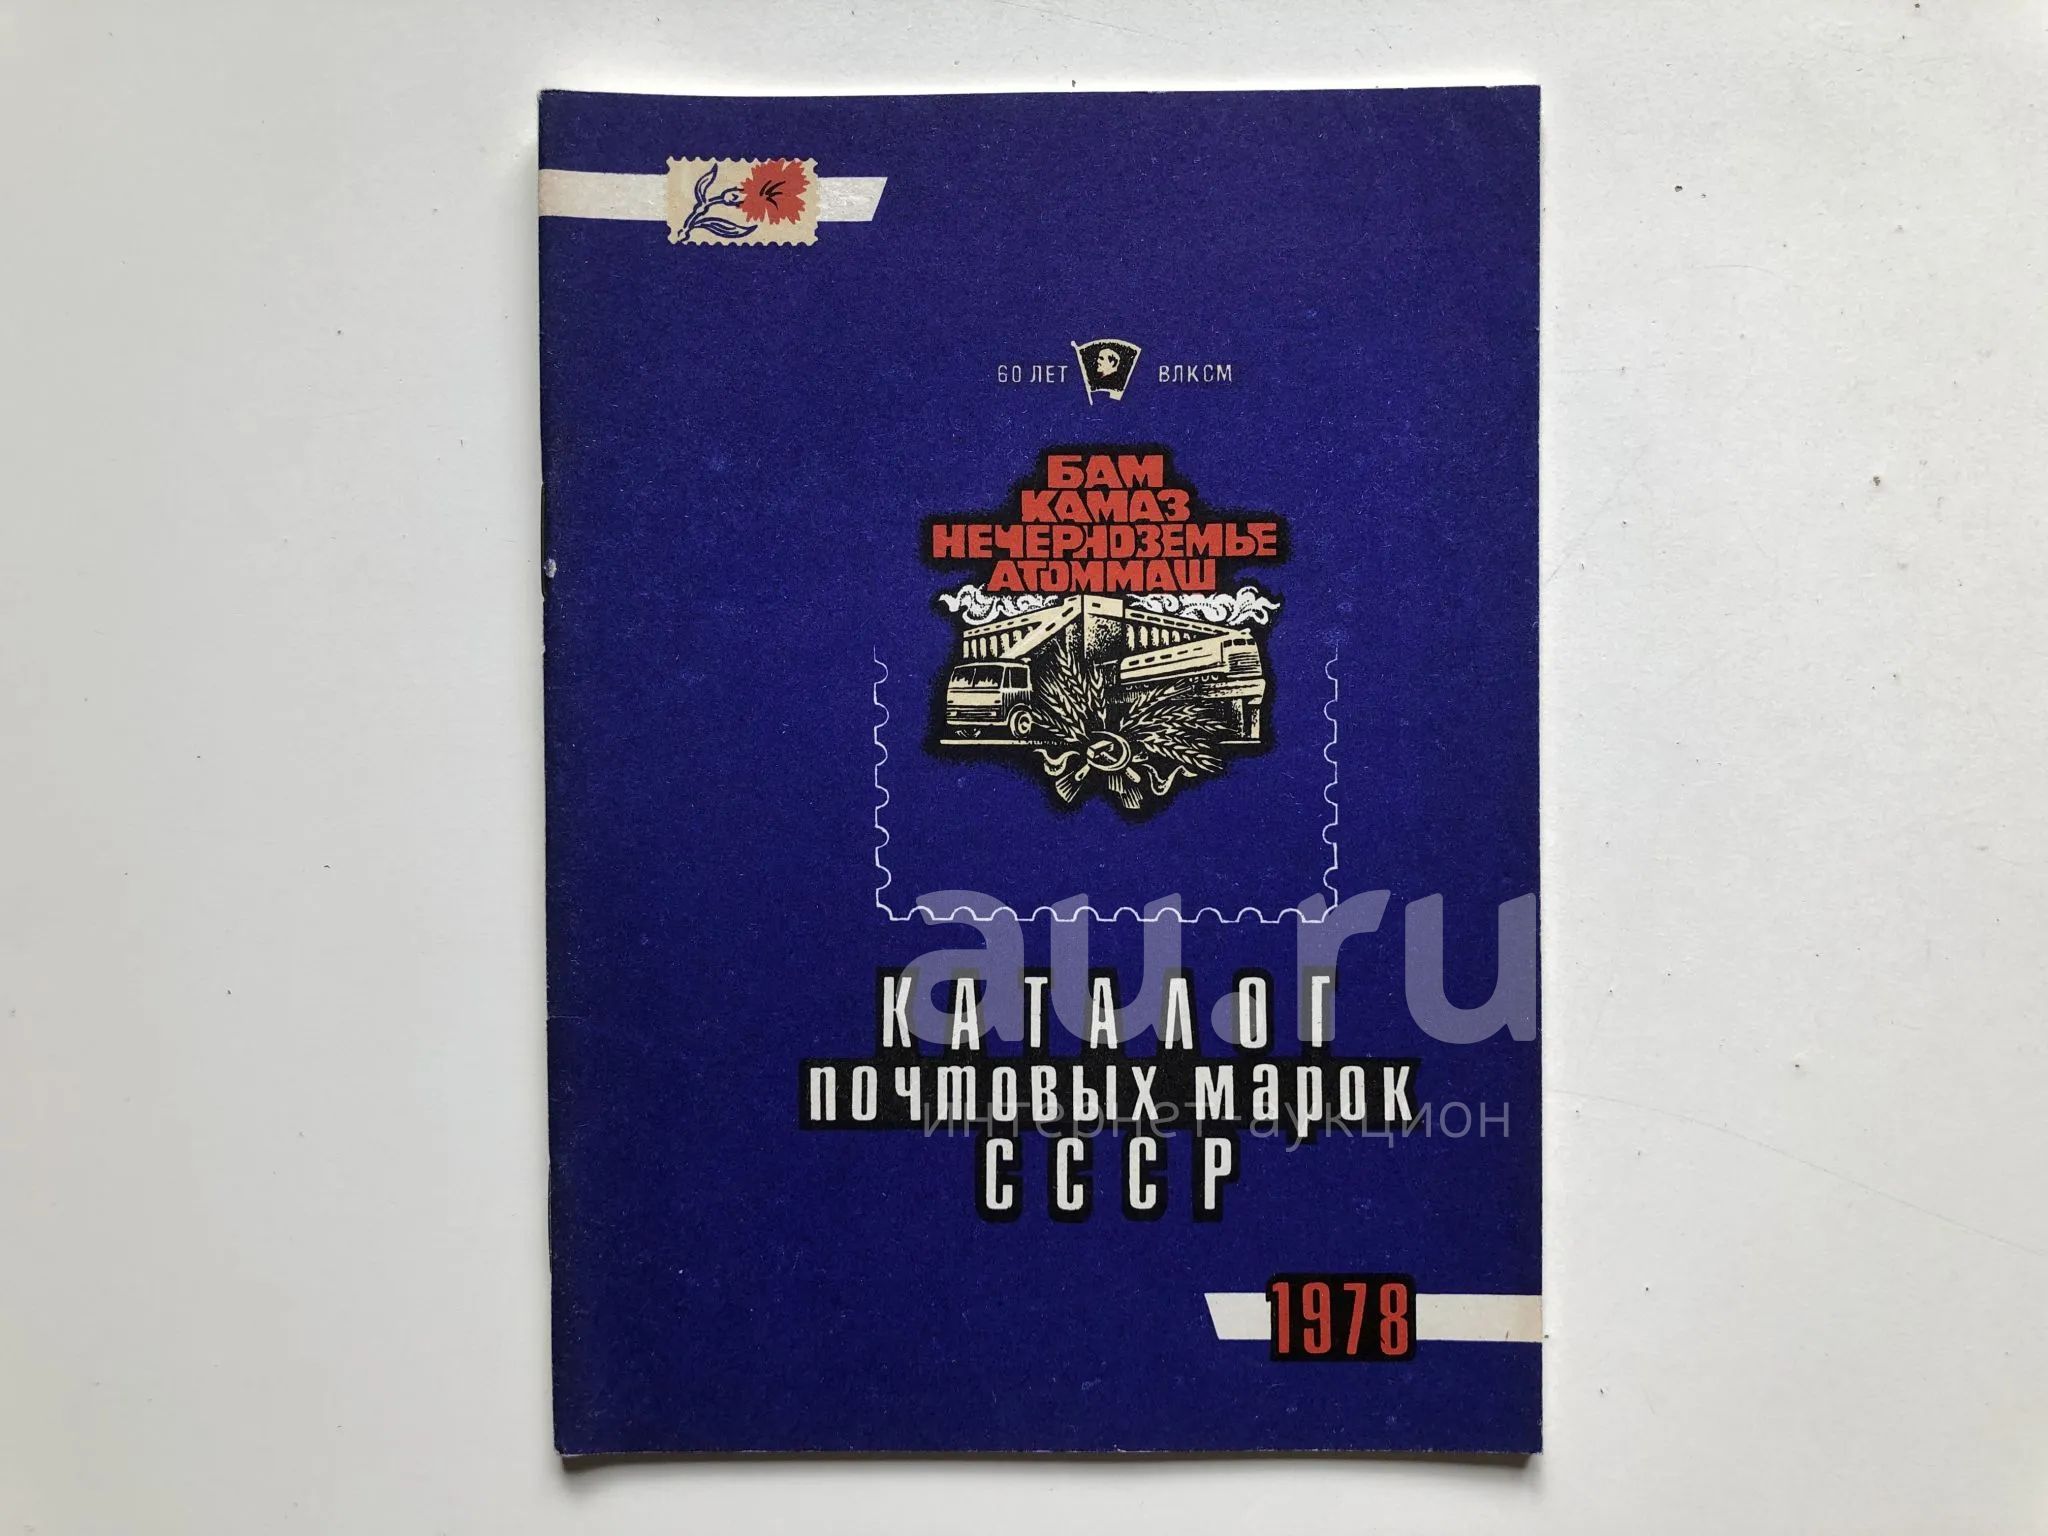 60 ЛЕТ ВЛКСМ
БАМ
КАМАЗ
НЕЧЕРНОЗЕМЬЕ
АТОММАШ
КАТАЛОГ
почтовых марок
СССР
1978
au.ru
интернет-аукцион